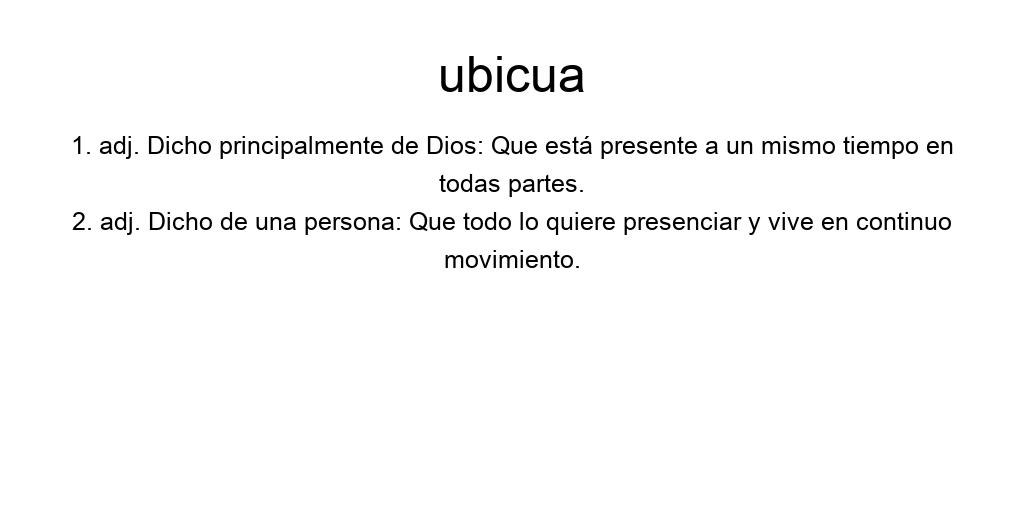 ubicua
1. adj. Dicho principalmente de Dios: Que está presente a un mismo tiempo en
todas partes.
2. adj. Dicho de una persona: Que todo lo quiere presenciar y vive en continuo
movimiento.